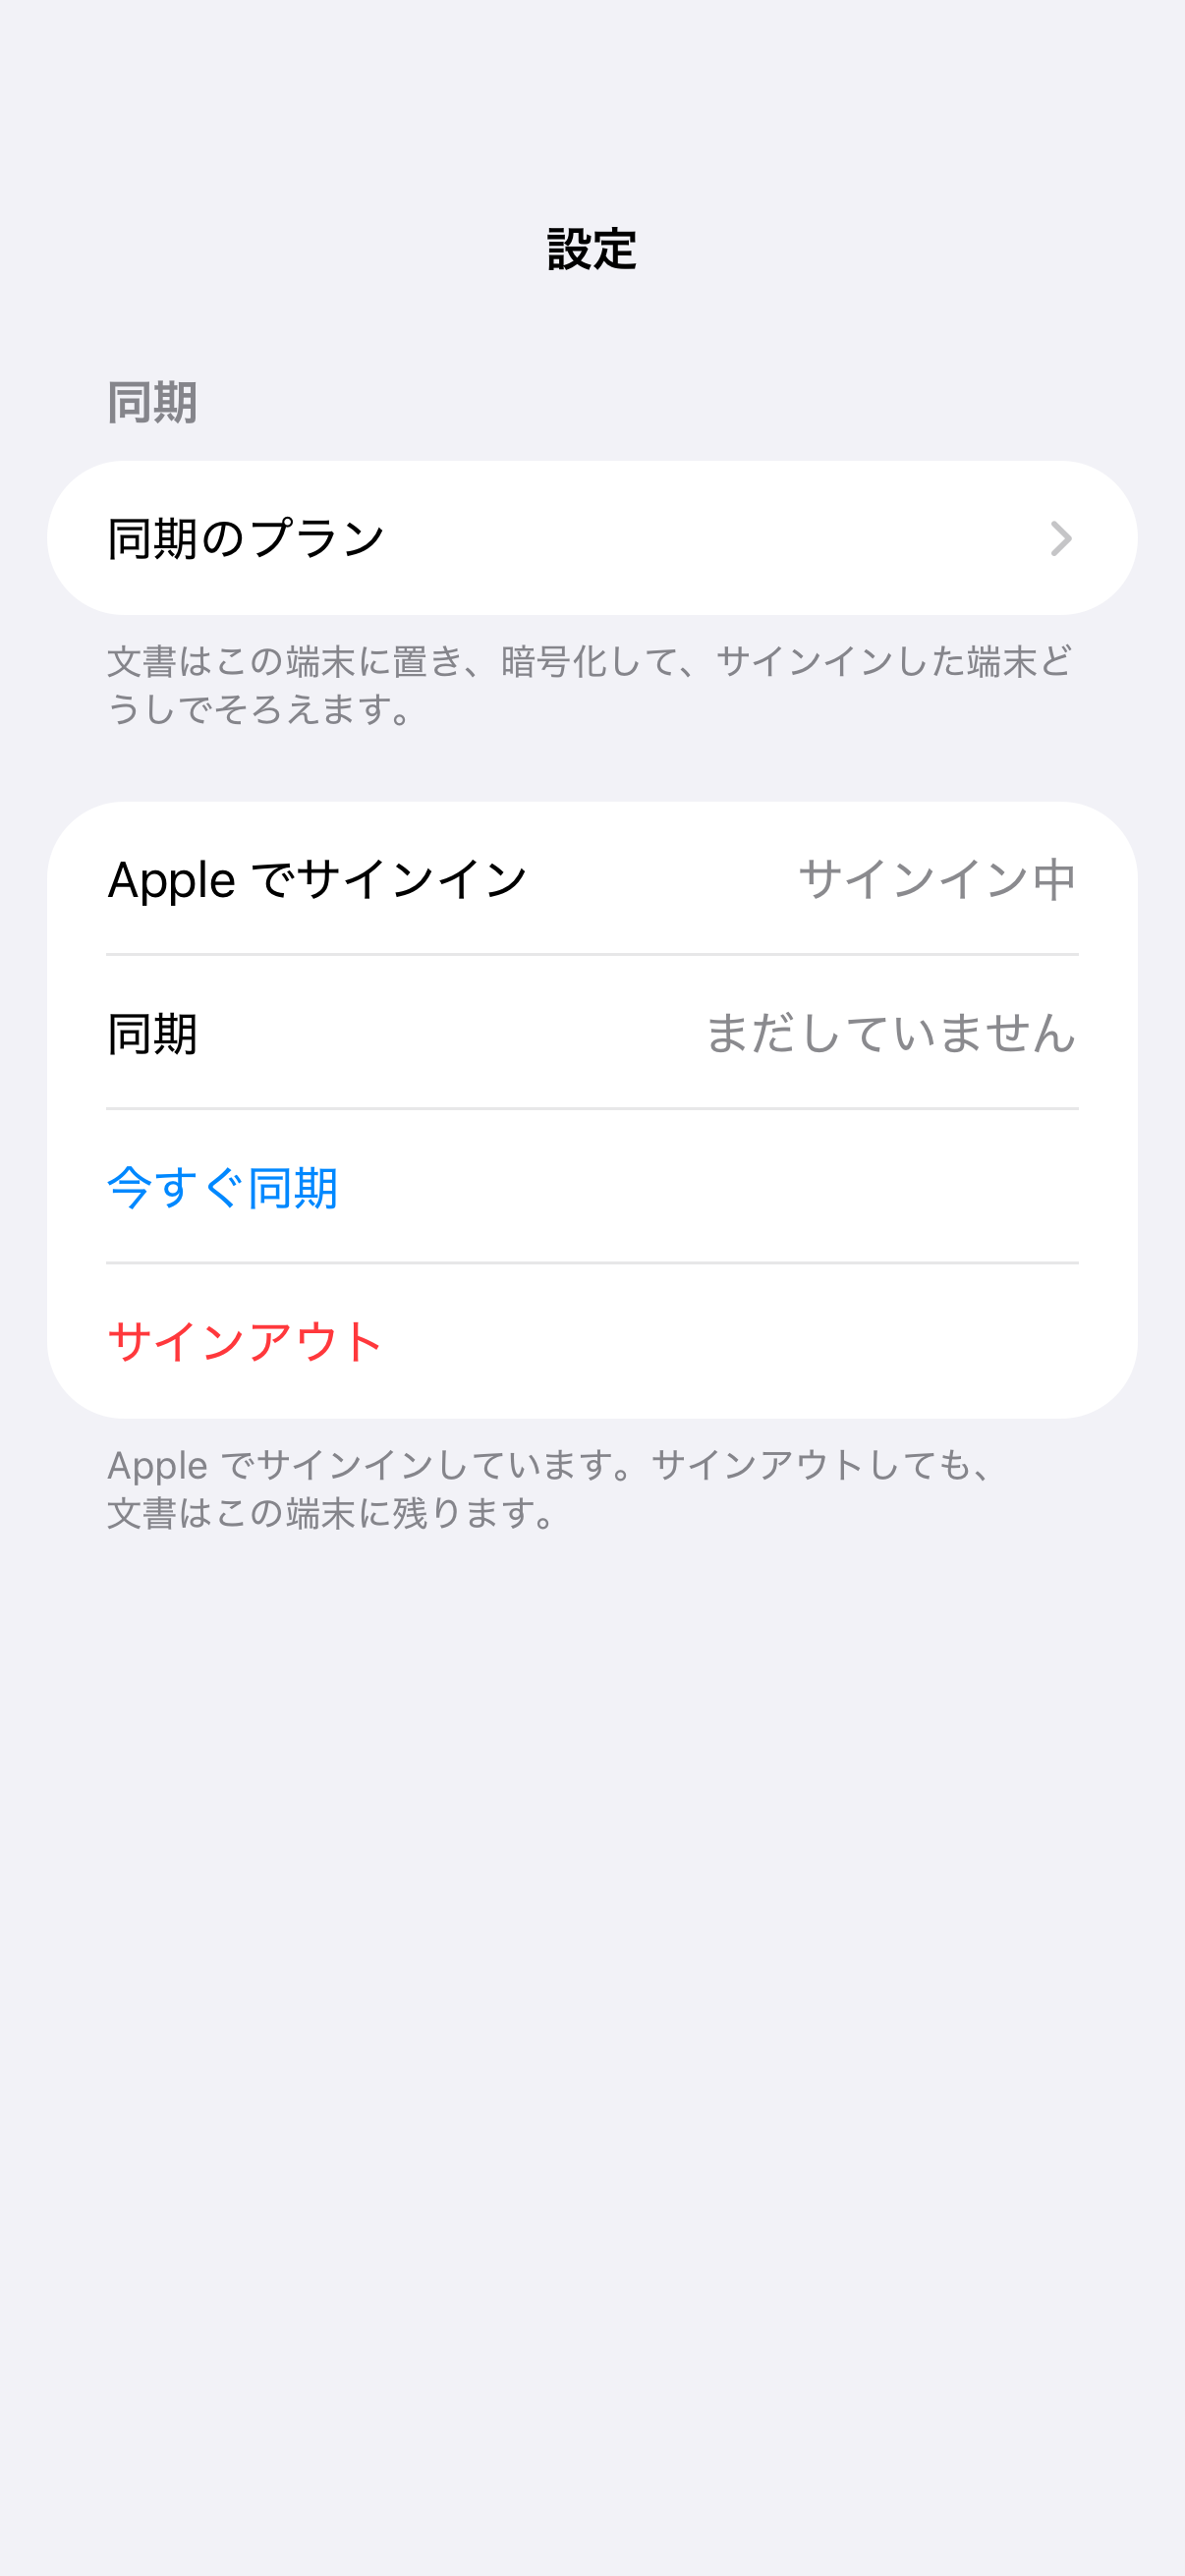 設定
同期
同期のプラン
文書はこの端末に置き、暗号化して、サインインした端末ど
うしでそろえます。
Apple でサインイン
サインイン中
同期
まだしていません
今すぐ同期
サインアウト
Apple でサインインしています。サインアウトしても、
文書はこの端末に残ります。